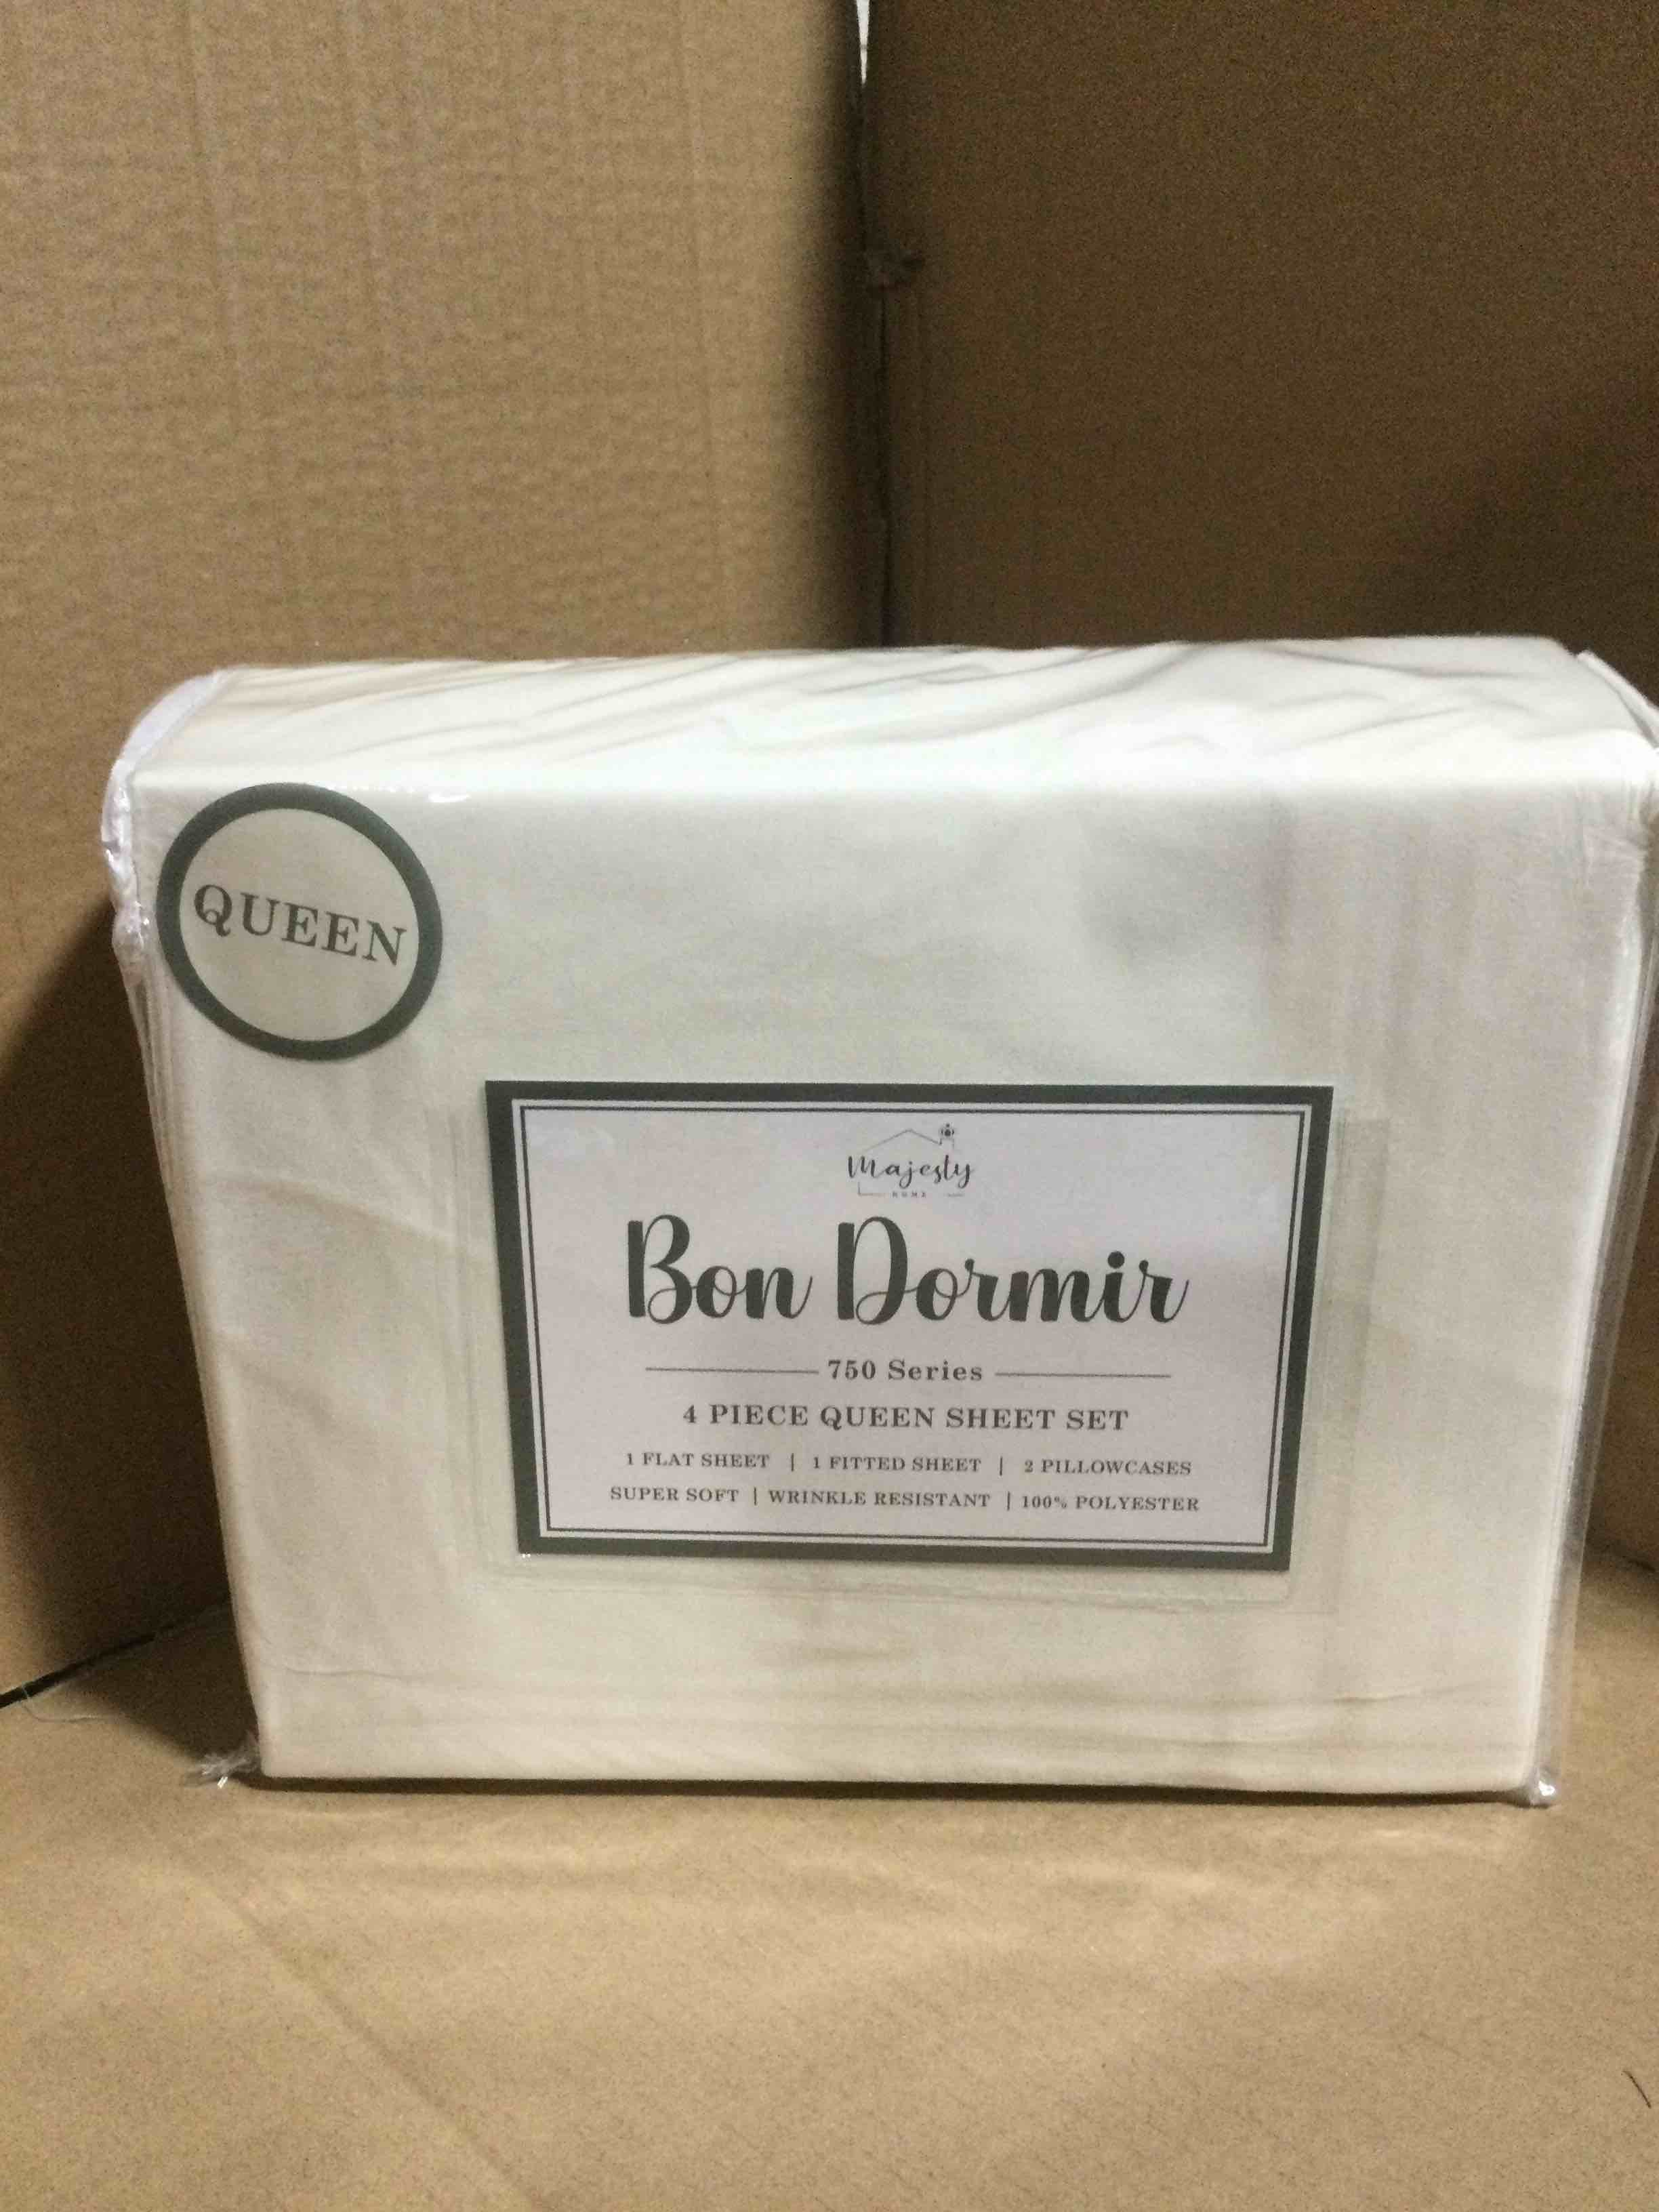 QUEEN
Majesty
HOME
Bon Dormir
750 Series
4 PIECE QUEEN SHEET SET
1 FLAT SHEET | 1 FITTED SHEET | 2 PILLOWCASES
SUPER SOFT | WRINKLE RESISTANT | 100% POLYESTER